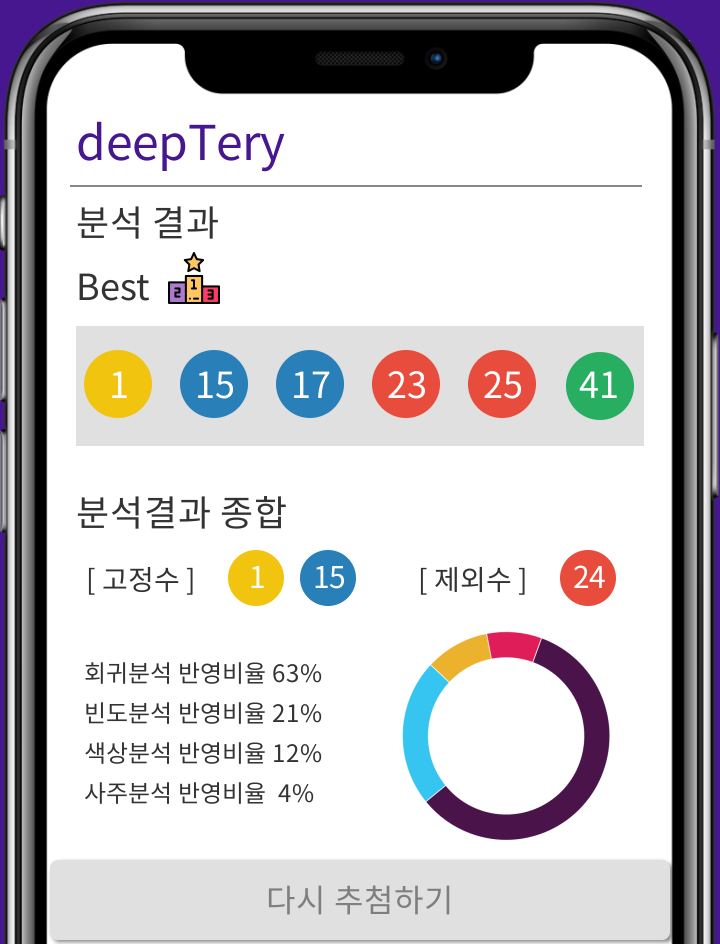 deepTery
분석 결과
Best 2 1 3
1 15 17 23 25 41
분석결과 종합
[ 고정수 ] 1 15 [ 제외수 ] 24
회귀분석 반영비율 63%
빈도분석 반영비율 21%
색상분석 반영비율 12%
사주분석 반영비율 4%
다시 추첨하기